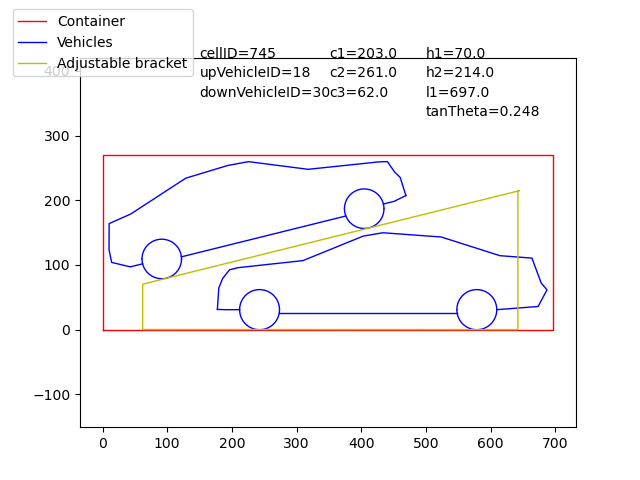 Container
Vehicles
Adjustable bracket
cellID=745 c1=203.0 h1=70.0
upVehicleID=18 c2=261.0 h2=214.0
downVehicleID=30c3=62.0 l1=697.0
tanTheta=0.248
400
300
200
100
0
−100
0 100 200 300 400 500 600 700